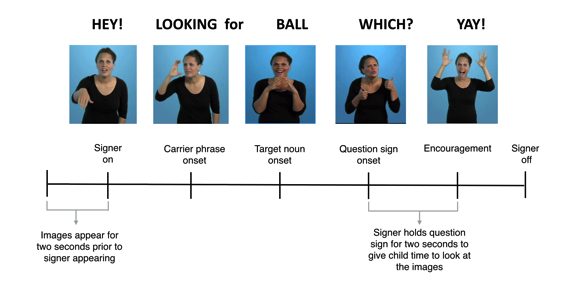 HEY! LOOKING for BALL WHICH? YAY!
Signer on
Carrier phrase onset
Target noun onset
Question sign onset
Encouragement
Signer off
Images appear for
two seconds prior to
signer appearing
Signer holds question
sign for two seconds to
give child time to look at
the images